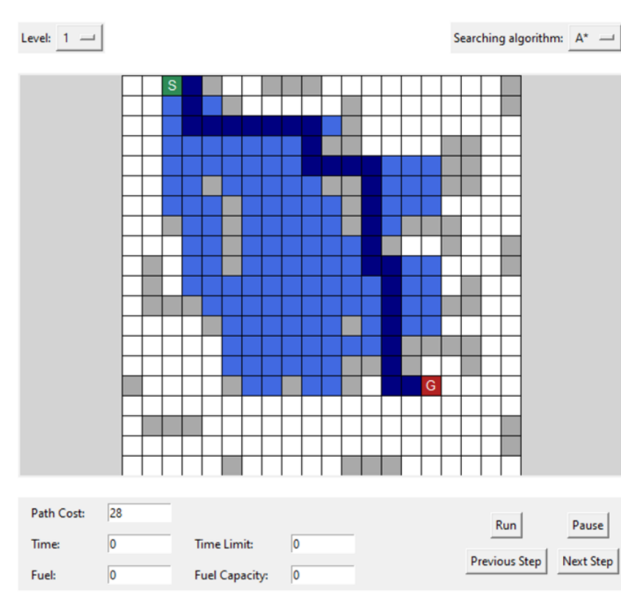 Level: 1 Searching algorithm: A*
S
G
Path Cost: 28
Run Pause
Time: 0 Time Limit: 0
Previous Step Next Step
Fuel: 0 Fuel Capacity: 0